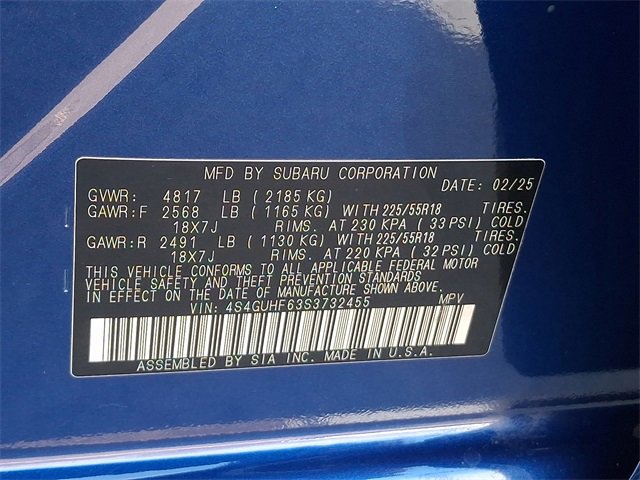 MFD BY SUBARU CORPORATION
DATE: 02/25
GVWR: 4817 LB ( 2185 KG)
GAWR:F 2568 LB ( 1165 KG) WITH 225/55R18 TIRES.
18X7J RIMS. AT 230 KPA ( 33 PSI) COLD
GAWR:R 2491 LB ( 1130 KG) WITH 225/55R18 TIRES.
18X7J RIMS. AT 220 KPA ( 32 PSI) COLD
THIS VEHICLE CONFORMS TO ALL APPLICABLE FEDERAL MOTOR
VEHICLE SAFETY AND THEFT PREVENTION STANDARDS
IN EFFECT ON THE DATE OF MANUFACTURE SHOWN ABOVE.
VIN: 4S4GUHF63S3732455 MPV
ASSEMBLED BY SIA INC. MADE IN U.S.A.